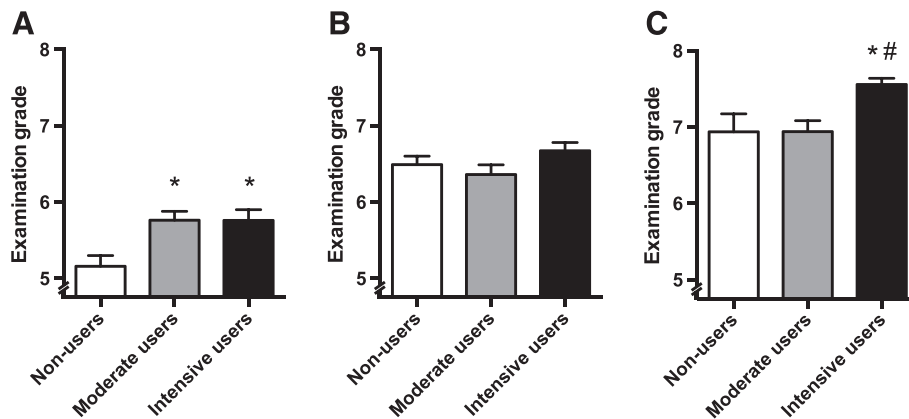 A
Examination grade
8
7
6
5
*
*
Non-users
Moderate users
Intensive users
B
Examination grade
8
7
6
5
Non-users
Moderate users
Intensive users
C
Examination grade
8
7
6
5
* #
Non-users
Moderate users
Intensive users